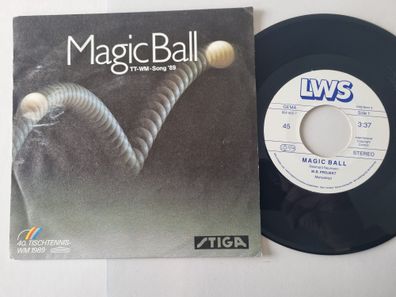 Magic Ball
TT-WM-Song '89
40. TISCHTENNIS-
WM 1989
STIGA
LWS
GEMA
Side 1
45
3:37
STEREO
MAGIC BALL
M.B. PROJEKT